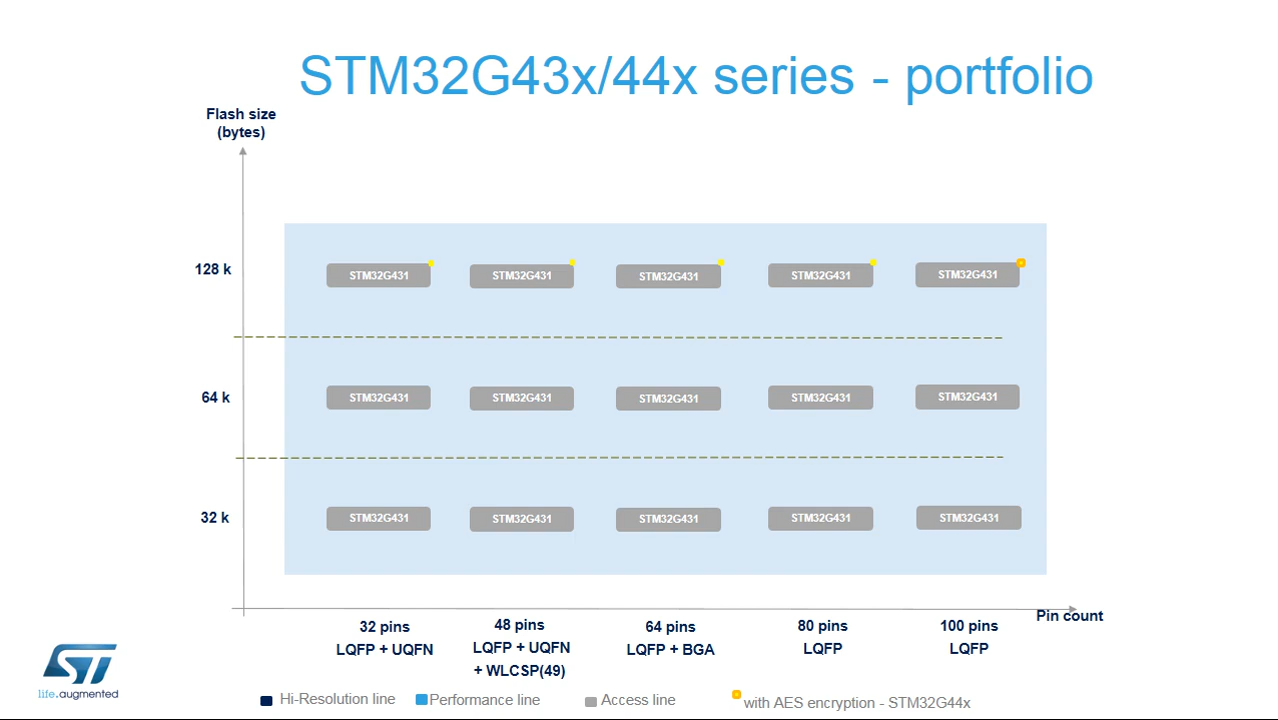 STM32G43x/44x series - portfolio
Flash size
(bytes)
128 k
STM32G431 STM32G431 STM32G431 STM32G431 STM32G431
64 k
STM32G431 STM32G431 STM32G431 STM32G431 STM32G431
32 k
STM32G431 STM32G431 STM32G431 STM32G431 STM32G431
Pin count
32 pins 48 pins 64 pins 80 pins 100 pins
LQFP + UQFN LQFP + UQFN LQFP + BGA LQFP LQFP
+ WLCSP(49)
ST
life.augmented
Hi-Resolution line Performance line Access line with AES encryption - STM32G44x